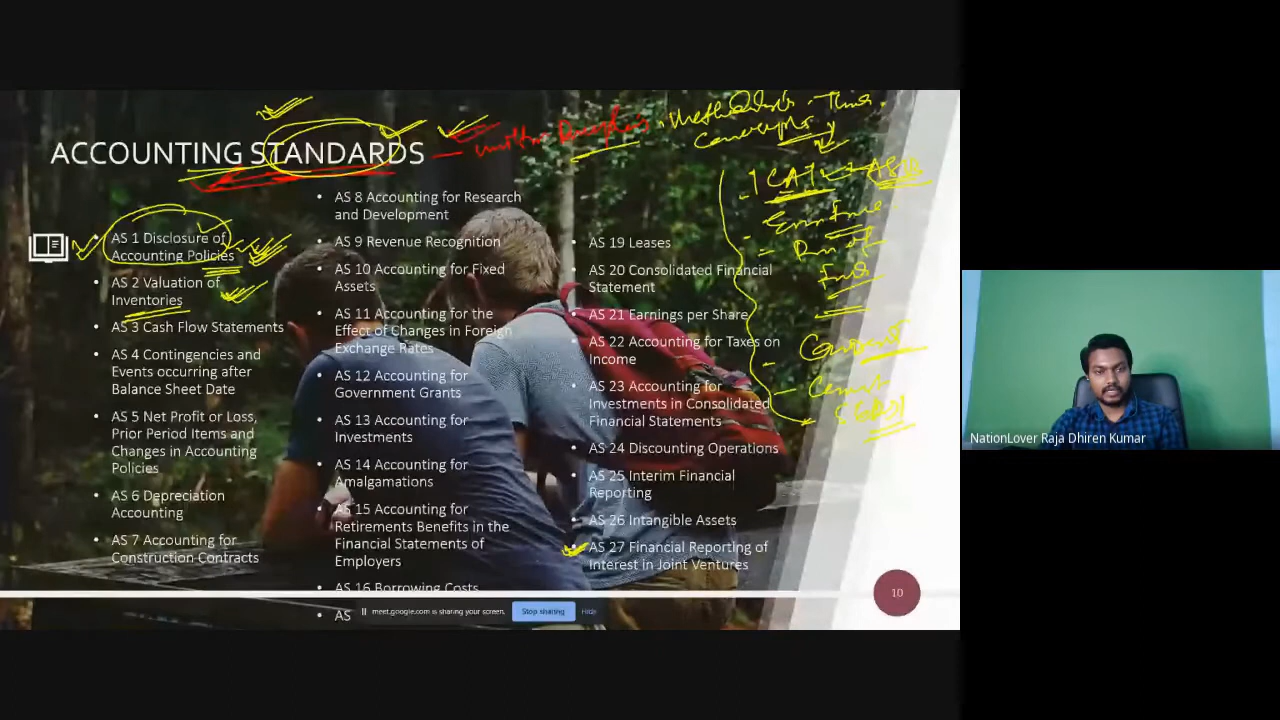 ACCOUNTING STANDARDS
AS 1 Disclosure of
Accounting Policies
AS 2 Valuation of
Inventories
AS 3 Cash Flow Statements
AS 4 Contingencies and
Events occurring after
Balance Sheet Date
AS 5 Net Profit or Loss,
Prior Period Items and
Changes in Accounting
Policies
AS 6 Depreciation
Accounting
AS 7 Accounting for
Construction Contracts
AS 8 Accounting for Research
and Development
AS 9 Revenue Recognition
AS 10 Accounting for Fixed
Assets
AS 11 Accounting for the
Effect of Changes in Foreign
Exchange Rates
AS 12 Accounting for
Government Grants
AS 13 Accounting for
Investments
AS 14 Accounting for
Amalgamations
AS 15 Accounting for
Retirements Benefits in the
Financial Statements of
Employers
AS 16 Borrowing Costs
AS
AS 19 Leases
AS 20 Consolidated Financial
Statement
AS 21 Earnings per Share
AS 22 Accounting for Taxes on
Income
AS 23 Accounting for
Investments in Consolidated
Financial Statements
AS 24 Discounting Operations
AS 25 Interim Financial
Reporting
AS 26 Intangible Assets
AS 27 Financial Reporting of
Interest in Joint Ventures
Concepts
10
meet.google.com is sharing your screen.
Stop sharing
Hide
NationLover Raja Dhiren Kumar